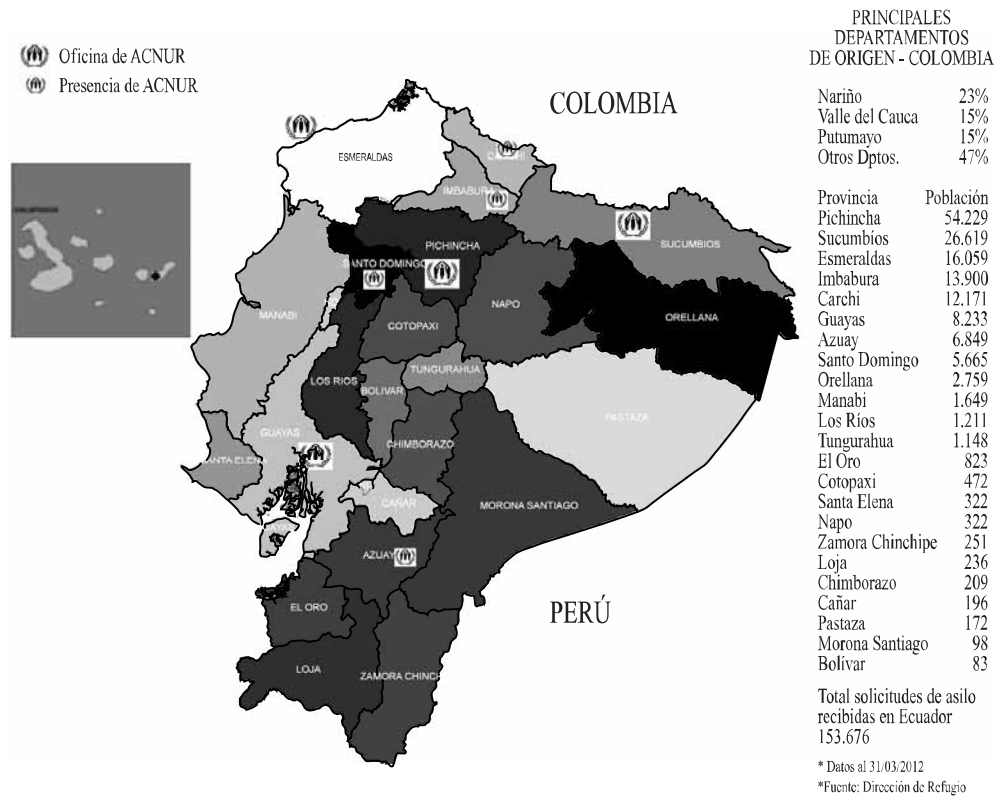 Oficina de ACNUR
Presencia de ACNUR
COLOMBIA
ESMERALDAS
CARCHI
IMBABURA
SUCUMBIOS
PICHINCHA
SANTO DOMINGO
MANABI
COTOPAXI
NAPO
ORELLANA
LOS RIOS
TUNGURAHUA
BOLIVAR
PASTAZA
GUAYAS
CHIMBORAZO
SANTA ELENA
CAÑAR
MORONA SANTIAGO
AZUAY
EL ORO
PERÚ
LOJA
ZAMORA CHINCH
PRINCIPALES
DEPARTAMENTOS
DE ORIGEN - COLOMBIA
Nariño 23%
Valle del Cauca 15%
Putumayo 15%
Otros Dptos. 47%
Provincia Población
Pichincha 54.229
Sucumbíos 26.619
Esmeraldas 16.059
Imbabura 13.900
Carchi 12.171
Guayas 8.233
Azuay 6.849
Santo Domingo 5.665
Orellana 2.759
Manabi 1.649
Los Ríos 1.211
Tungurahua 1.148
El Oro 823
Cotopaxi 472
Santa Elena 322
Napo 322
Zamora Chinchipe 251
Loja 236
Chimborazo 209
Cañar 196
Pastaza 172
Morona Santiago 98
Bolívar 83
Total solicitudes de asilo
recibidas en Ecuador
153.676
* Datos al 31/03/2012
*Fuente: Dirección de Refugio